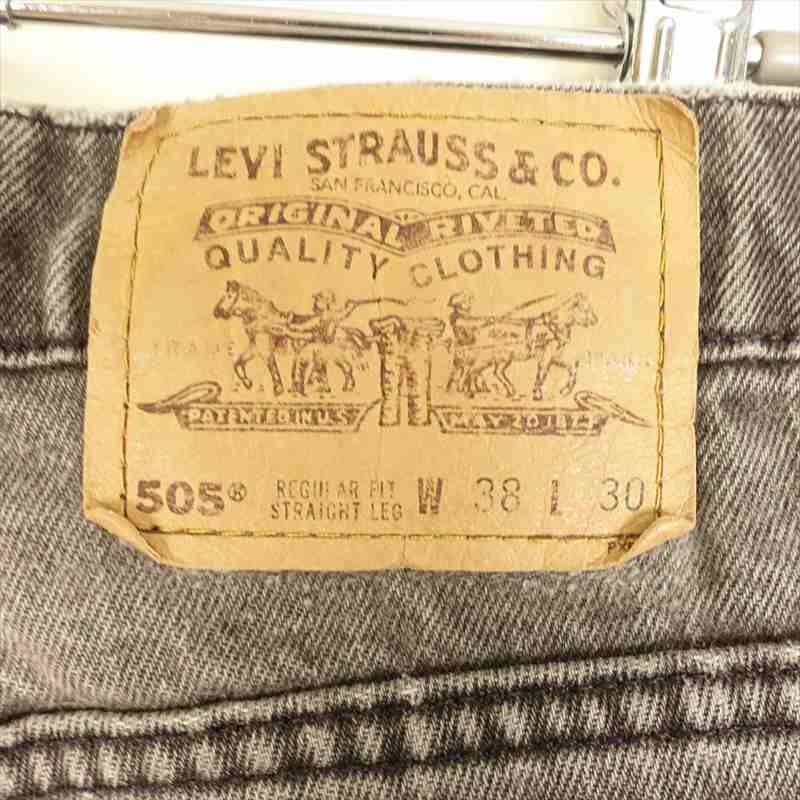 LEVI STRAUSS & CO.
SAN FRANCISCO, CAL.
ORIGINAL RIVETED
QUALITY CLOTHING
TRADE
PATENTED IN U.S. MAY 20 1873
505® REGULAR FIT STRAIGHT LEG W 38 L 30